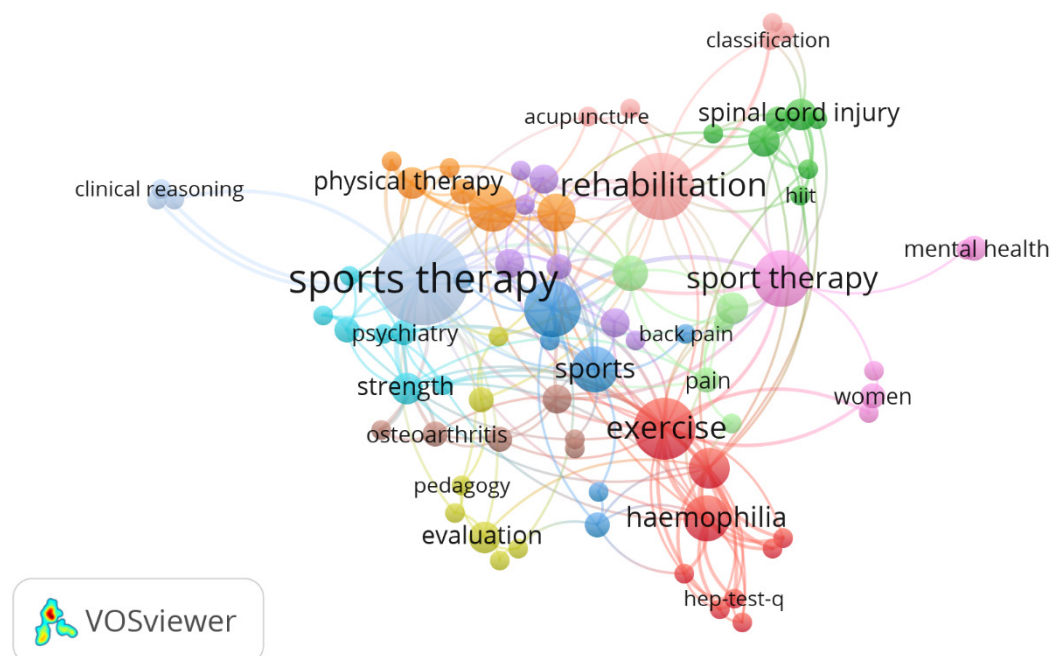 classification
spinal cord injury
acupuncture
physical therapy
rehabilitation
clinical reasoning
hiit
mental health
sports therapy
sport therapy
psychiatry
back pain
sports
pain
strength
women
exercise
osteoarthritis
pedagogy
haemophilia
evaluation
hep-test-q
VOSviewer